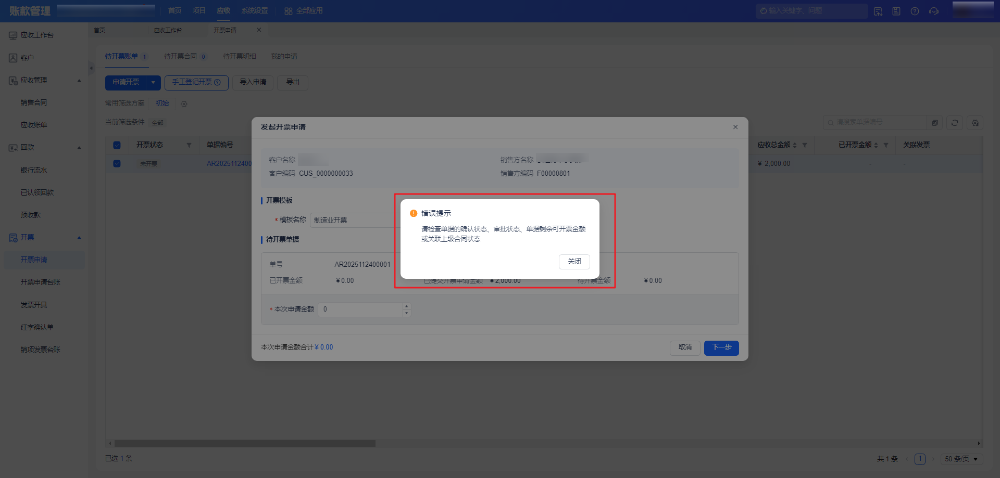 账款管理
首页 项目 应收 系统设置 全部应用 输入关键字、问题
首页 应收工作台 开票申请
应收工作台
客户
应收管理
销售合同
应收账单
回款
银行流水
已认领回款
预收款
开票
开票申请
开票申请台账
发票开具
红字确认单
销项发票台账
待开票账单 1 待开票合同 0 待开票明细 我的申请
申请开票 手工登记开票 导入申请 导出
常用筛选方案 初始
当前筛选条件 全部 请搜索单据编号
开票状态 单据编号 应收总金额 已开票金额 关联发票
未开票 AR2025112400 ¥ 2,000.00 - -
发起开票申请
客户名称 销售方名称
客户编码 CUS_0000000033 销售方编码 F00000801
开票模板
* 模板名称 制造业开票
待开票单据
单号 AR2025112400001
已开票金额 ¥0.00 已提交开票申请金额 ¥2,000.00 待开票金额 ¥0.00
* 本次申请金额 0
本次申请金额合计¥0.00 取消 下一步
错误提示
请检查单据的确认状态、审批状态、单据剩余可开票金额
或关联上级合同状态
关闭
已选 1 条 共 1 条 1 50 条/页